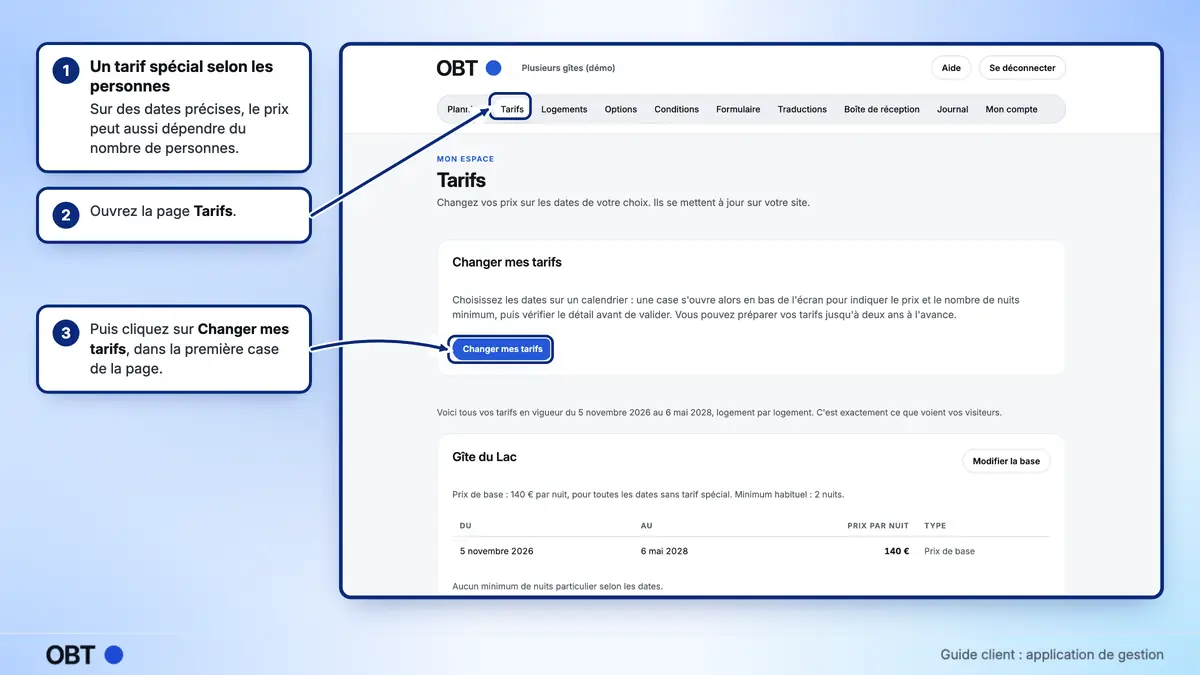 1
Un tarif spécial selon les
personnes
Sur des dates précises, le prix
peut aussi dépendre du
nombre de personnes.
2
Ouvrez la page Tarifs.
3
Puis cliquez sur Changer mes
tarifs, dans la première case
de la page.
OBT
Plusieurs gîtes (démo)
Aide
Se déconnecter
Tarifs
Logements
Options
Conditions
Formulaire
Traductions
Boîte de réception
Journal
Mon compte
MON ESPACE
Tarifs
Changez vos prix sur les dates de votre choix. Ils se mettent à jour sur votre site.
Changer mes tarifs
Choisissez les dates sur un calendrier : une case s'ouvre alors en bas de l'écran pour indiquer le prix et le nombre de nuits
minimum, puis vérifier le détail avant de valider. Vous pouvez préparer vos tarifs jusqu'à deux ans à l'avance.
Changer mes tarifs
Voici tous vos tarifs en vigueur du 5 novembre 2026 au 6 mai 2028, logement par logement. C'est exactement ce que voient vos visiteurs.
Gîte du Lac
Modifier la base
Prix de base : 140 € par nuit, pour toutes les dates sans tarif spécial. Minimum habituel : 2 nuits.
DU AU PRIX PAR NUIT TYPE
5 novembre 2026 6 mai 2028 140 € Prix de base
Aucun minimum de nuits particulier selon les dates.
OBT
Guide client : application de gestion